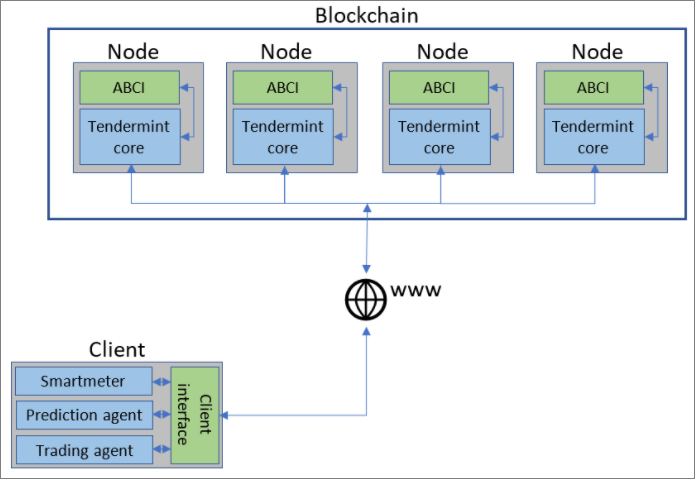 Blockchain
Node
Node
Node
Node
ABCI
ABCI
ABCI
ABCI
Tendermint
core
Tendermint
core
Tendermint
core
Tendermint
core
www
Client
Smartmeter
Prediction agent
Trading agent
Client
interface